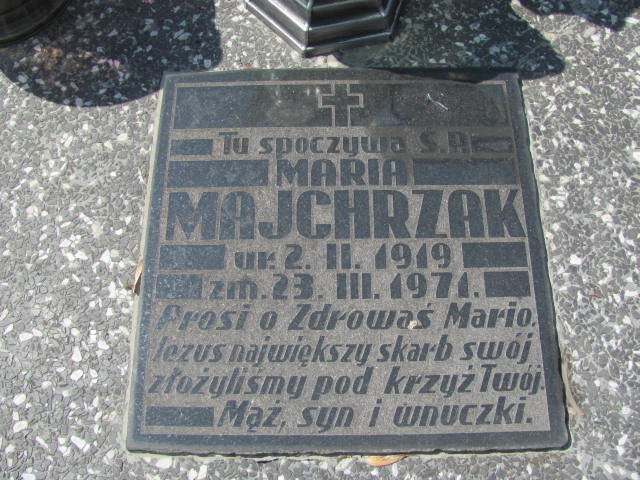 Tu spoczywa Ś.P.
MARIA
MAJCHRZAK
ur. 2. II. 1919
zm. 23. III. 1971.
Prosi o Zdrowaś Mario.
Jezus największy skarb swój
złożyliśmy pod krzyż Twój.
Mąż, syn i wnuczki.